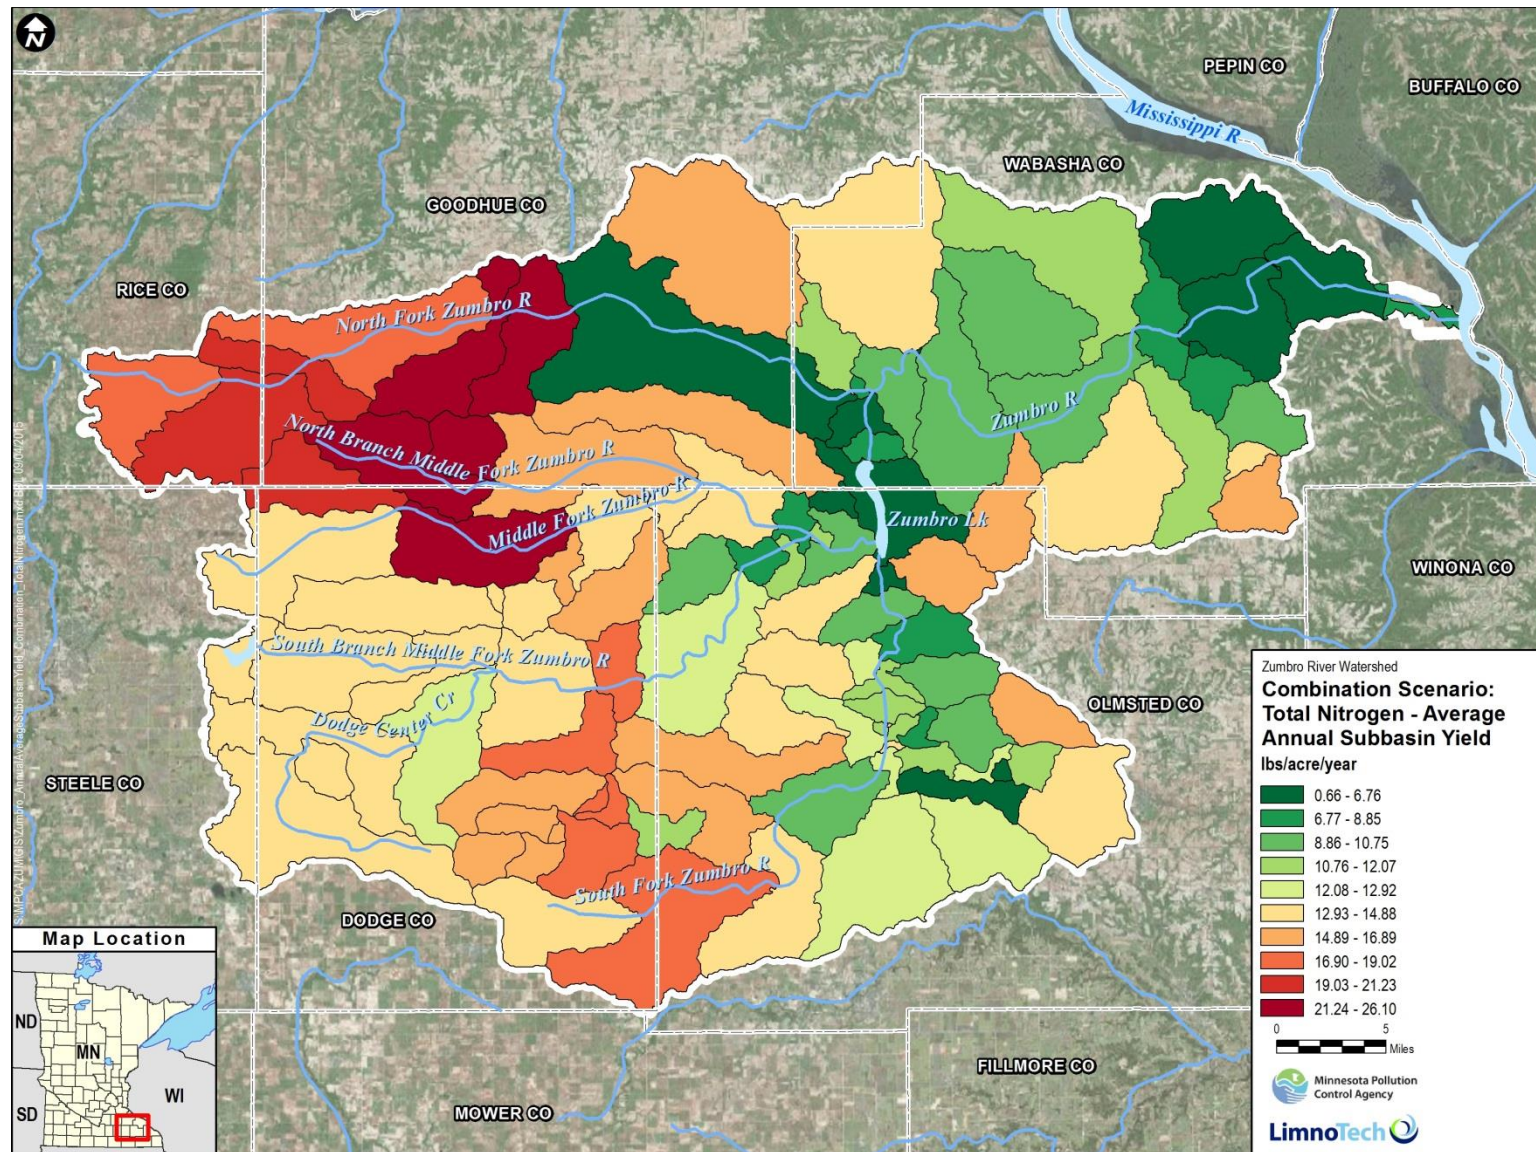 N
PEPIN CO
BUFFALO CO
Mississippi R
WABASHA CO
GOODHUE CO
RICE CO
North Fork Zumbro R
Zumbro R
North Branch Middle Fork Zumbro R
Middle Fork Zumbro R
Zumbro Lk
WINONA CO
South Branch Middle Fork Zumbro R
Dodge Center Cr
OLMSTED CO
STEELE CO
South Fork Zumbro R
DODGE CO
FILLMORE CO
MOWER CO
Map Location
ND
MN
SD
WI
Zumbro River Watershed
Combination Scenario:
Total Nitrogen - Average
Annual Subbasin Yield
lbs/acre/year
0.66 - 6.76
6.77 - 8.85
8.86 - 10.75
10.76 - 12.07
12.08 - 12.92
12.93 - 14.88
14.89 - 16.89
16.90 - 19.02
19.03 - 21.23
21.24 - 26.10
0 5
Miles
Minnesota Pollution
Control Agency
LimnoTech